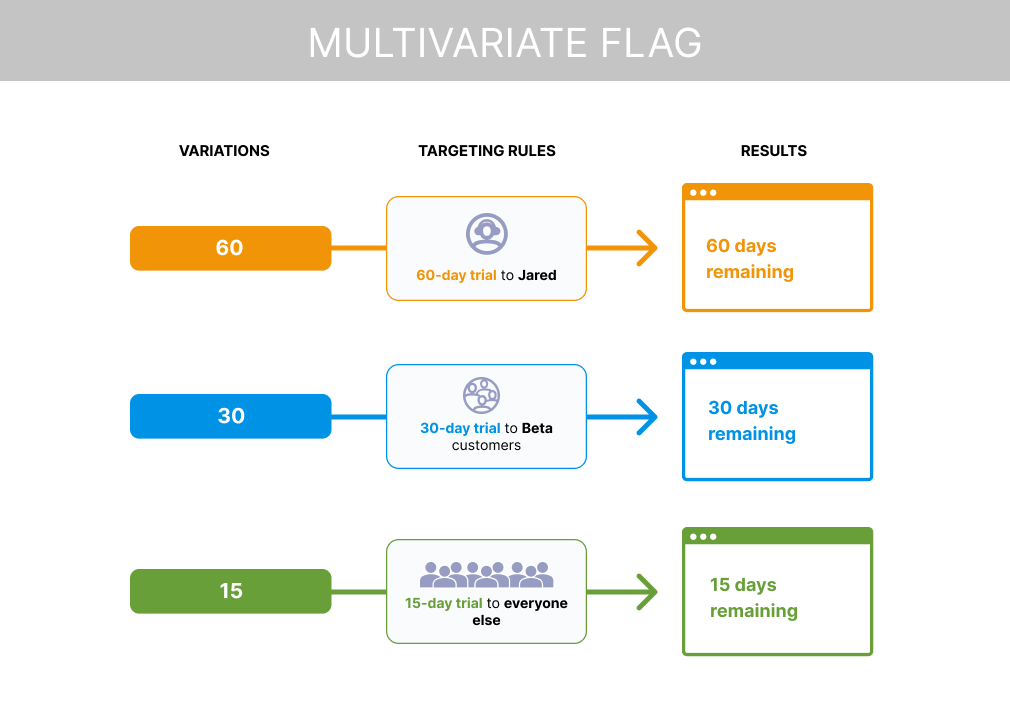 MULTIVARIATE FLAG
VARIATIONS
TARGETING RULES
RESULTS
60
60-day trial to Jared
60 days
remaining
30
30-day trial to Beta
customers
30 days
remaining
15
15-day trial to everyone
else
15 days
remaining